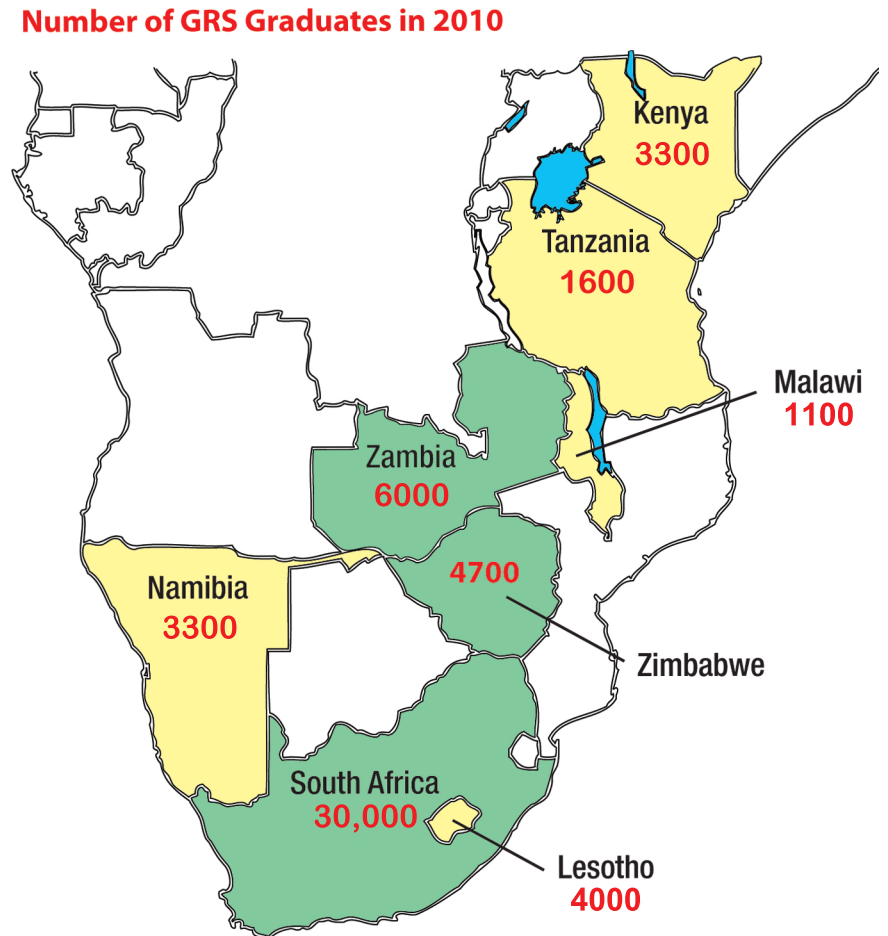 Number of GRS Graduates in 2010
Kenya
3300
Tanzania
1600
Malawi
1100
Zambia
6000
4700
Zimbabwe
Namibia
3300
South Africa
30,000
Lesotho
4000